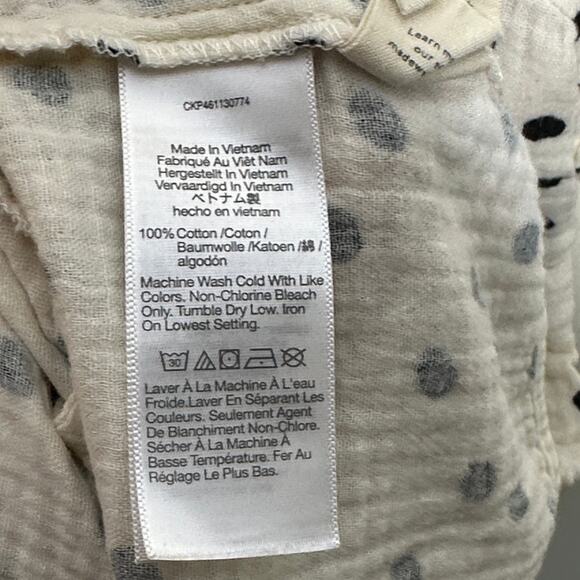 Learn m
our
madewe
CKP461130774
Made In Vietnam
Fabriqué Au Viêt Nam
Hergestellt In Vietnam
Vervaardigd In Vietnam
ベトナム製
hecho en vietnam
100% Cotton /Coton /
Baumwolle /Katoen /綿 /
algodón
Machine Wash Cold With Like
Colors. Non-Chlorine Bleach
Only. Tumble Dry Low. Iron
On Lowest Setting.
30
Laver À La Machine À L'eau
Froide.Laver En Séparant Les
Couleurs. Seulement Agent
De Blanchiment Non-Chlore.
Sécher À La Machine À
Basse Température. Fer Au
Réglage Le Plus Bas.